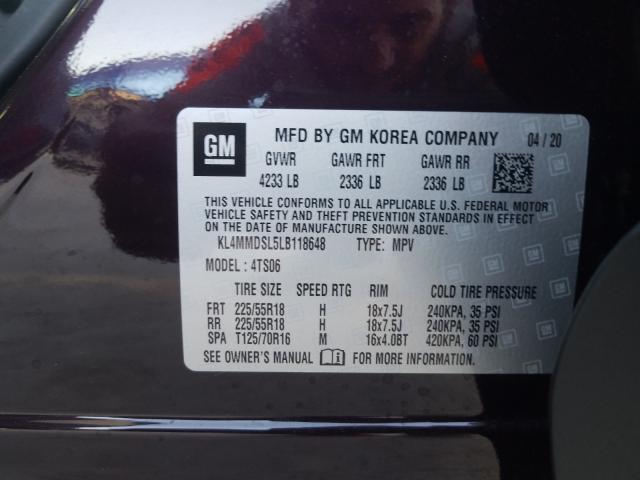 GM MFD BY GM KOREA COMPANY 04/20
GVWR GAWR FRT GAWR RR
4233 LB 2336 LB 2336 LB
THIS VEHICLE CONFORMS TO ALL APPLICABLE U.S. FEDERAL MOTOR
VEHICLE SAFETY AND THEFT PREVENTION STANDARDS IN EFFECT
ON THE DATE OF MANUFACTURE SHOWN ABOVE.
KL4MMDSL5LB118648 TYPE: MPV
MODEL: 4TS06
TIRE SIZE SPEED RTG RIM COLD TIRE PRESSURE
FRT 225/55R18 H 18x7.5J 240KPA, 35 PSI
RR 225/55R18 H 18x7.5J 240KPA, 35 PSI
SPA T125/70R16 M 16x4.0BT 420KPA, 60 PSI
SEE OWNER'S MANUAL FOR MORE INFORMATION.